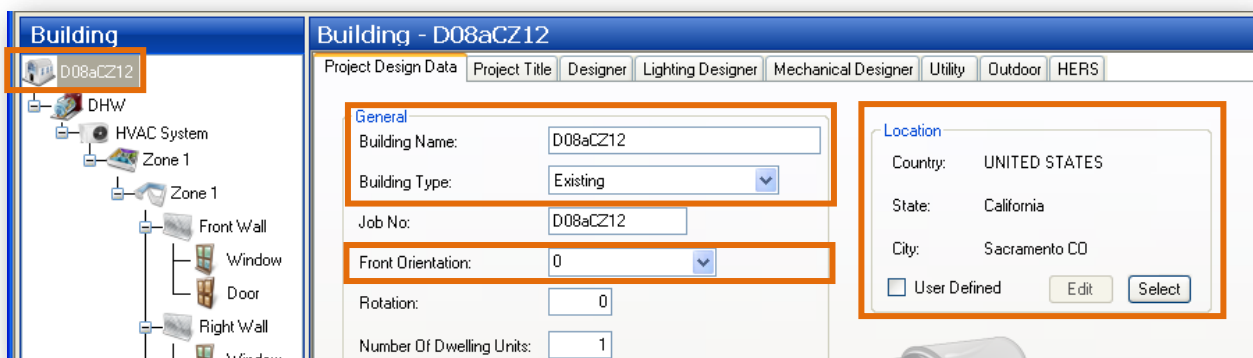 Building
D08aCZ12
DHW
HVAC System
Zone 1
Zone 1
Front Wall
Window
Door
Right Wall
Window
Building - D08aCZ12
Project Design Data Project Title Designer Lighting Designer Mechanical Designer Utility Outdoor HERS
General
Building Name: D08aCZ12
Building Type: Existing
Job No: D08aCZ12
Front Orientation: 0
Rotation: 0
Number Of Dwelling Units: 1
Location
Country: UNITED STATES
State: California
City: Sacramento CO
User Defined Edit Select